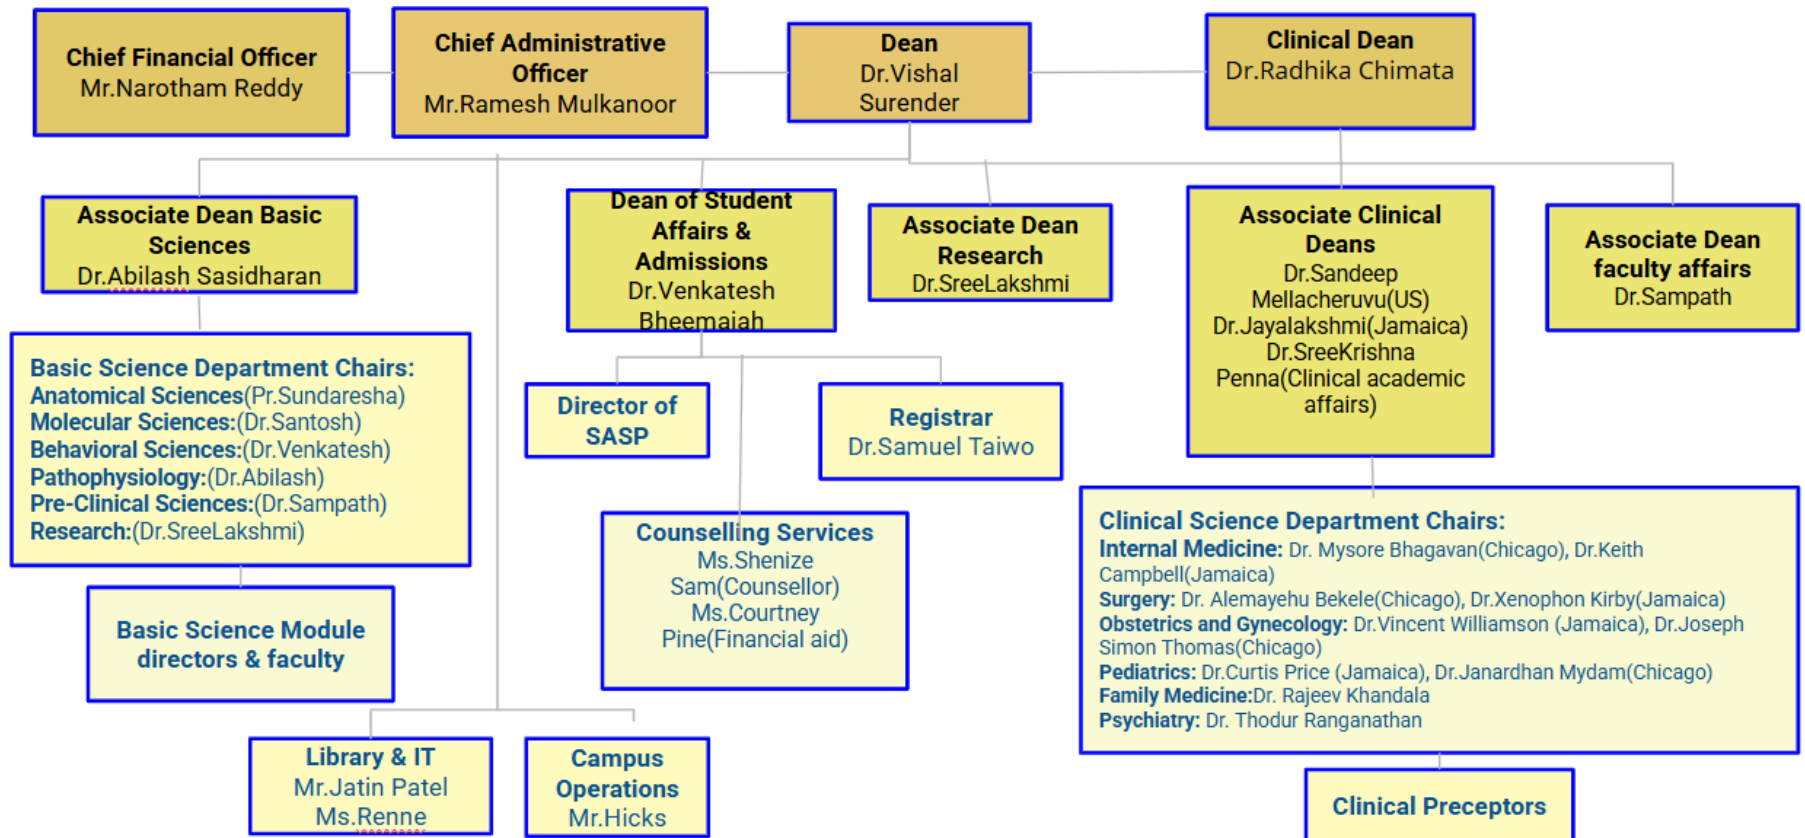 Chief Financial Officer
Mr.Narotham Reddy
Chief Administrative
Officer
Mr.Ramesh Mulkanoor
Dean
Dr.Vishal
Surender
Clinical Dean
Dr.Radhika Chimata
Associate Dean Basic
Sciences
Dr.Abilash Sasidharan
Dean of Student
Affairs &
Admissions
Dr.Venkatesh
Bheemaiah
Associate Dean
Research
Dr.SreeLakshmi
Associate Clinical
Deans
Dr.Sandeep
Mellacheruvu(US)
Dr.Jayalakshmi(Jamaica)
Dr.SreeKrishna
Penna(Clinical academic
affairs)
Associate Dean
faculty affairs
Dr.Sampath
Basic Science Department Chairs:
Anatomical Sciences(Pr.Sundaresha)
Molecular Sciences:(Dr.Santosh)
Behavioral Sciences:(Dr.Venkatesh)
Pathophysiology:(Dr.Abilash)
Pre-Clinical Sciences:(Dr.Sampath)
Research:(Dr.SreeLakshmi)
Director of
SASP
Registrar
Dr.Samuel Taiwo
Counselling Services
Ms.Shenize
Sam(Counsellor)
Ms.Courtney
Pine(Financial aid)
Clinical Science Department Chairs:
Internal Medicine: Dr. Mysore Bhagavan(Chicago), Dr.Keith
Campbell(Jamaica)
Surgery: Dr. Alemayehu Bekele(Chicago), Dr.Xenophon Kirby(Jamaica)
Obstetrics and Gynecology: Dr.Vincent Williamson (Jamaica), Dr.Joseph
Simon Thomas(Chicago)
Pediatrics: Dr.Curtis Price (Jamaica), Dr.Janardhan Mydam(Chicago)
Family Medicine:Dr. Rajeev Khandala
Psychiatry: Dr. Thodur Ranganathan
Basic Science Module
directors & faculty
Library & IT
Mr.Jatin Patel
Ms.Renne
Campus
Operations
Mr.Hicks
Clinical Preceptors